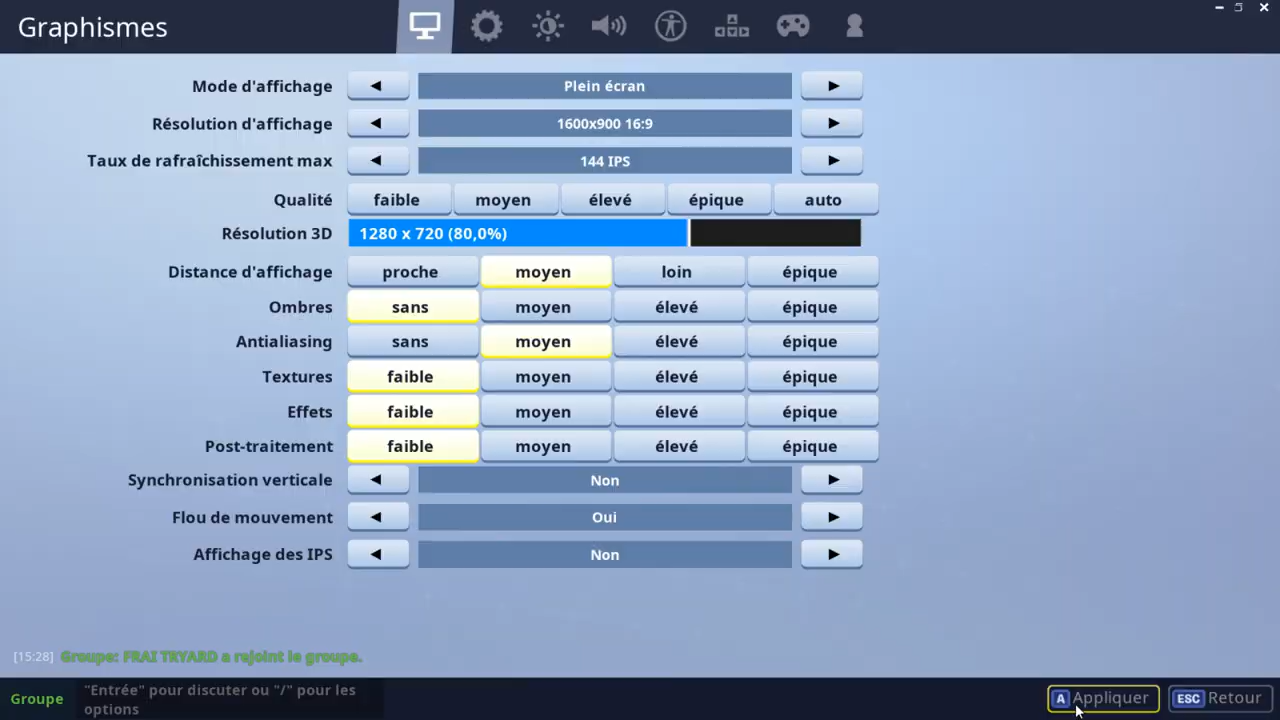 Graphismes
Mode d'affichage Plein écran
Résolution d'affichage 1600x900 16:9
Taux de rafraîchissement max 144 IPS
Qualité faible moyen élevé épique auto
Résolution 3D 1280 x 720 (80,0%)
Distance d'affichage proche moyen loin épique
Ombres sans moyen élevé épique
Antialiasing sans moyen élevé épique
Textures faible moyen élevé épique
Effets faible moyen élevé épique
Post-traitement faible moyen élevé épique
Synchronisation verticale Non
Flou de mouvement Oui
Affichage des IPS Non
[15:28] Groupe: FRAI TRYARD a rejoint le groupe.
Groupe "Entrée" pour discuter ou "/" pour les
options
A Appliquer ESC Retour